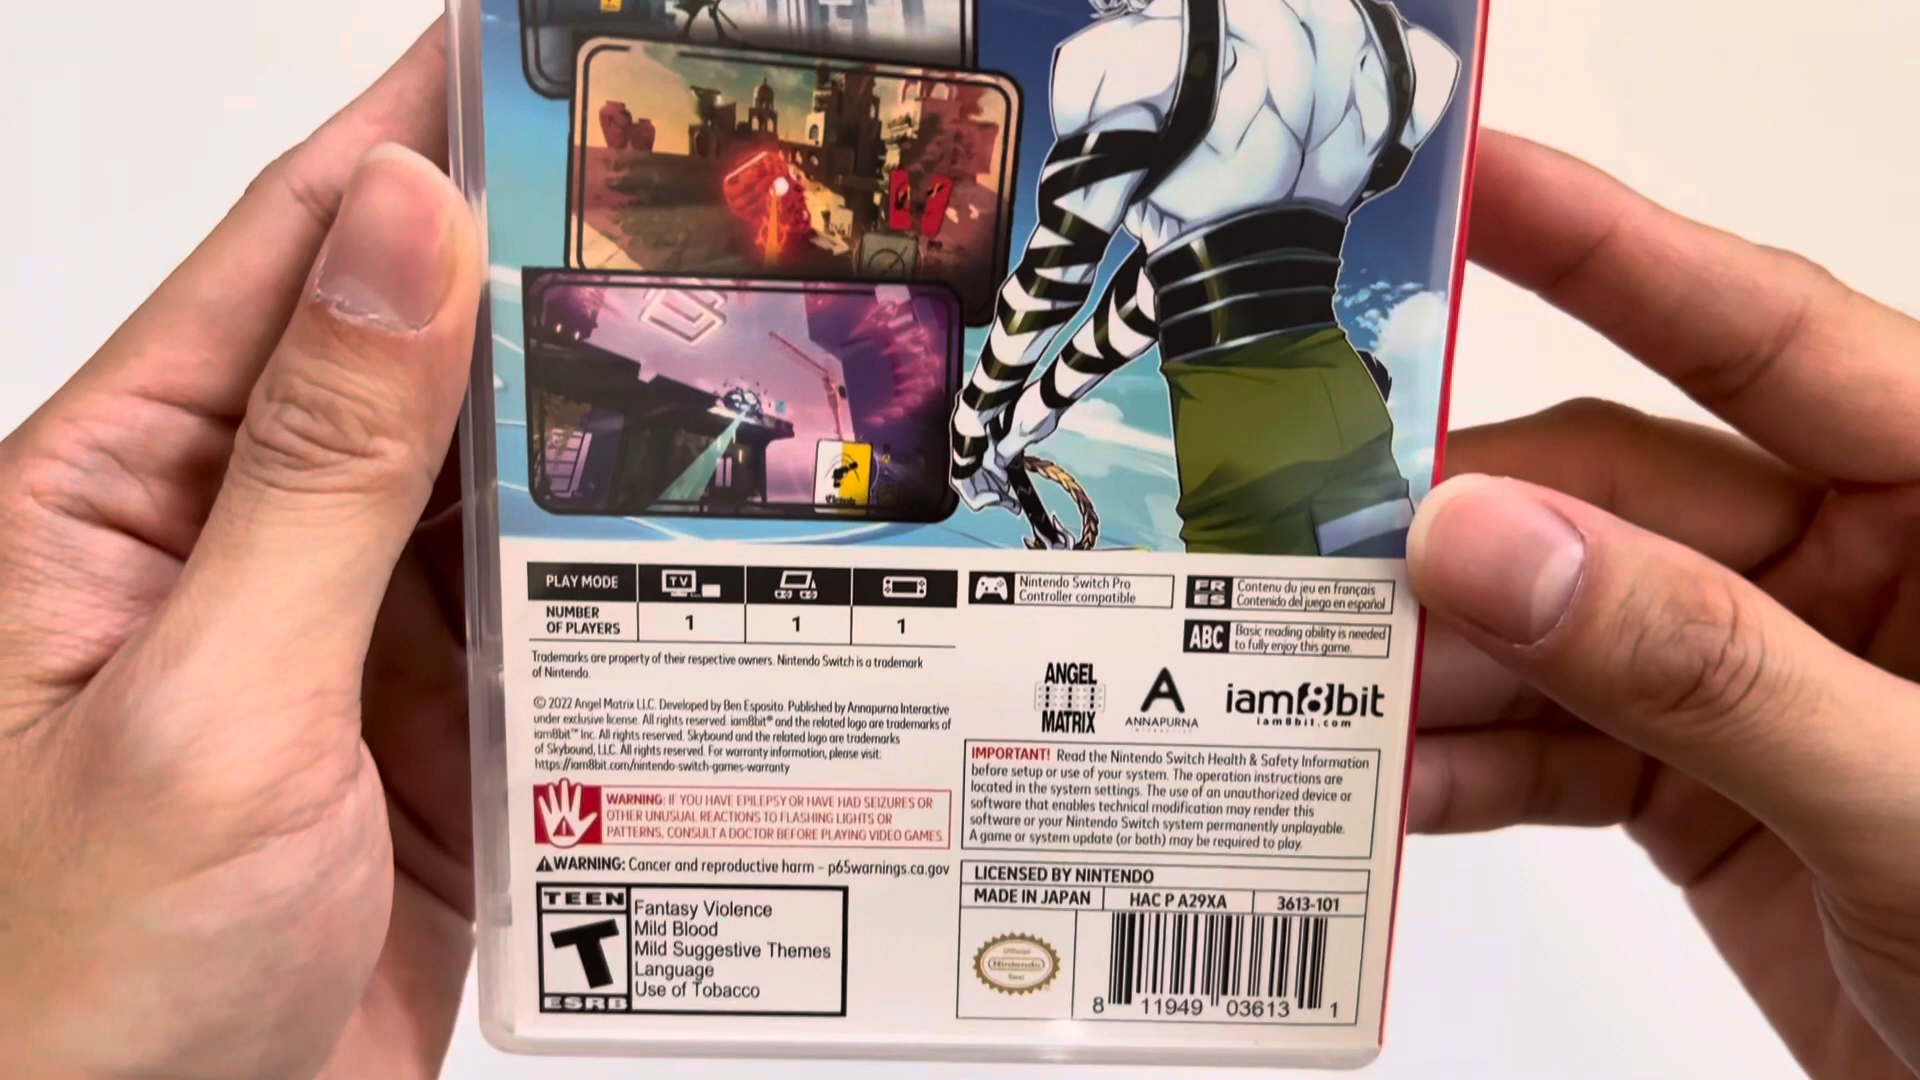 PLAY MODE
TV
NUMBER
OF PLAYERS
1
1
1
Nintendo Switch Pro
Controller compatible
FR
ES
Contenu du jeu en français
Contenido del juego en español
ABC
Basic reading ability is needed
to fully enjoy this game.
Trademarks are property of their respective owners. Nintendo Switch is a trademark
of Nintendo.
© 2022 Angel Matrix LLC. Developed by Ben Esposito. Published by Annapurna Interactive
under exclusive license. All rights reserved. iam8bit® and the related logo are trademarks of
iam8bit™ Inc. All rights reserved. Skybound and the related logo are trademarks
of Skybound, LLC. All rights reserved. For warranty information, please visit:
https://iam8bit.com/nintendo-switch-games-warranty
ANGEL
MATRIX
ANNAPURNA
INTERACTIVE
iam8bit
iam8bit.com
WARNING: IF YOU HAVE EPILEPSY OR HAVE HAD SEIZURES OR
OTHER UNUSUAL REACTIONS TO FLASHING LIGHTS OR
PATTERNS, CONSULT A DOCTOR BEFORE PLAYING VIDEO GAMES.
IMPORTANT! Read the Nintendo Switch Health & Safety Information
before setup or use of your system. The operation instructions are
located in the system settings. The use of an unauthorized device or
software that enables technical modification may render this
software or your Nintendo Switch system permanently unplayable.
A game or system update (or both) may be required to play.
WARNING: Cancer and reproductive harm – p65warnings.ca.gov
TEEN
T
ESRB
Fantasy Violence
Mild Blood
Mild Suggestive Themes
Language
Use of Tobacco
LICENSED BY NINTENDO
MADE IN JAPAN
HAC P A29XA
3613-101
Official
Nintendo
Seal
8 11949 03613 1